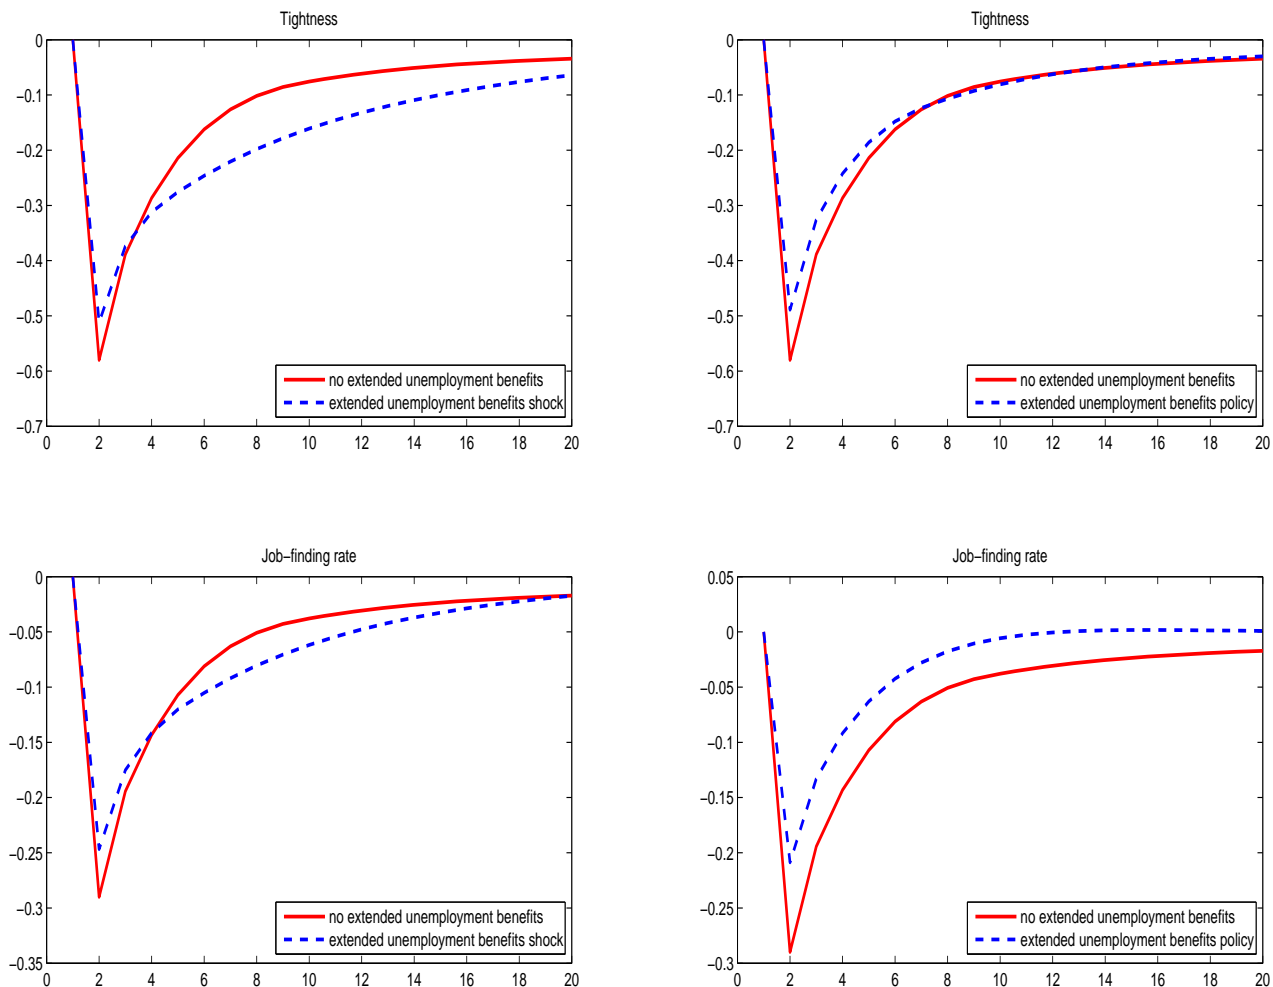 Tightness
0
−0.1
−0.2
−0.3
−0.4
−0.5
−0.6
−0.7
0 2 4 6 8 10 12 14 16 18 20
no extended unemployment benefits
extended unemployment benefits shock
Tightness
0
−0.1
−0.2
−0.3
−0.4
−0.5
−0.6
−0.7
0 2 4 6 8 10 12 14 16 18 20
no extended unemployment benefits
extended unemployment benefits policy
Job−finding rate
0
−0.05
−0.1
−0.15
−0.2
−0.25
−0.3
−0.35
0 2 4 6 8 10 12 14 16 18 20
no extended unemployment benefits
extended unemployment benefits shock
Job−finding rate
0.05
0
−0.05
−0.1
−0.15
−0.2
−0.25
−0.3
0 2 4 6 8 10 12 14 16 18 20
no extended unemployment benefits
extended unemployment benefits policy